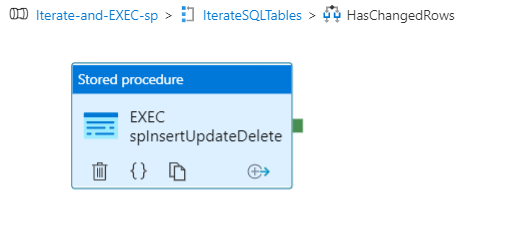 Iterate-and-EXEC-sp > IterateSQLTables > HasChangedRows
Stored procedure
EXEC
spInsertUpdateDelete